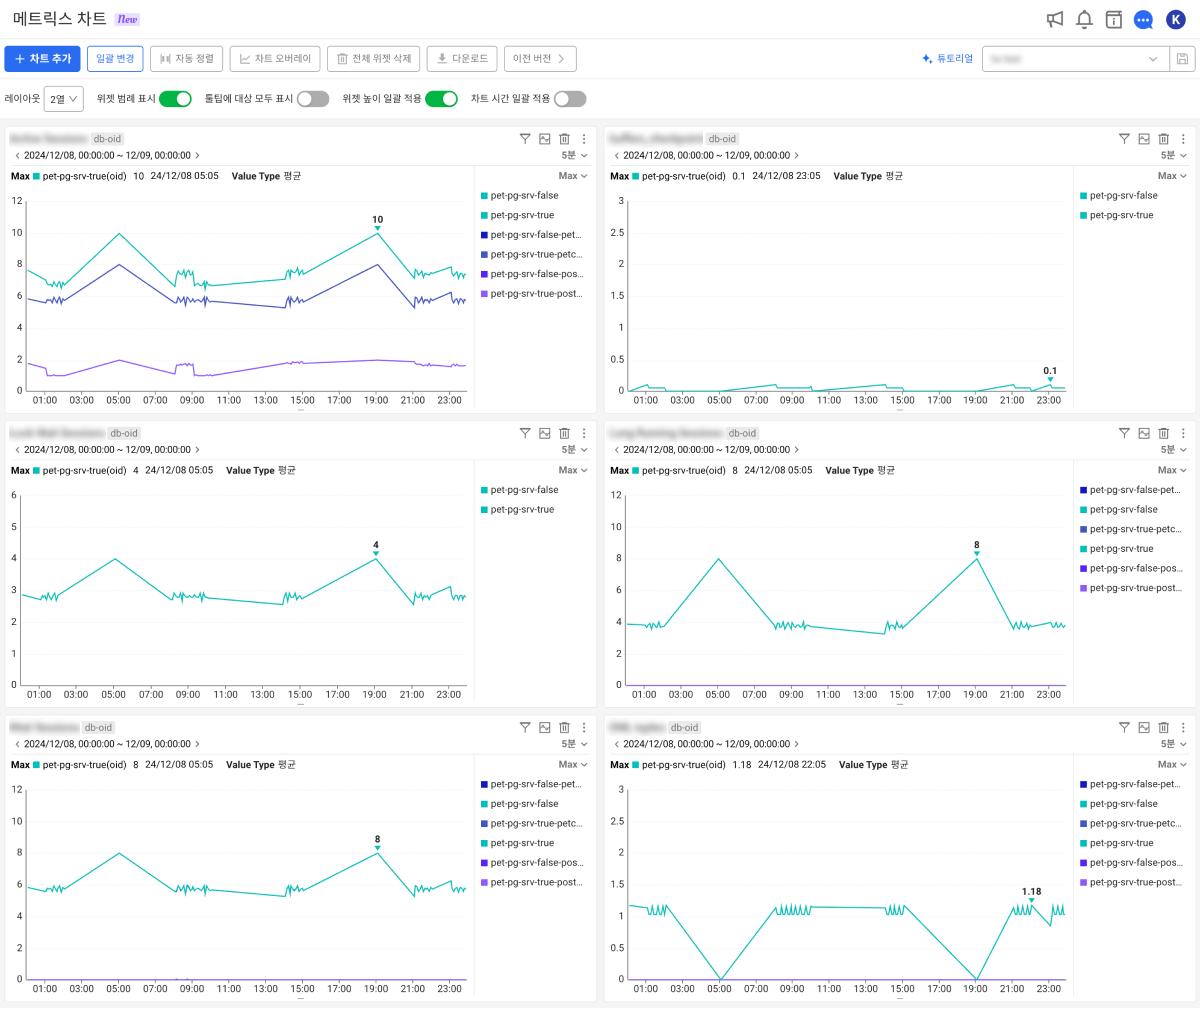 메트릭스 차트 New
K
차트 추가 일괄 변경 자동 정렬 차트 오버레이 전체 위젯 삭제 다운로드 이전 버전
튜토리얼
레이아웃 2열 위젯 범례 표시 툴팁에 대상 모두 표시 위젯 높이 일괄 적용 차트 시간 일괄 적용
db-oid
2024/12/08, 00:00:00 ~ 12/09, 00:00:00 5분
Max pet-pg-srv-true(oid) 10 24/12/08 05:05 Value Type 평균 Max
12
10
8
6
4
2
0
10
01:00 03:00 05:00 07:00 09:00 11:00 13:00 15:00 17:00 19:00 21:00 23:00
pet-pg-srv-false
pet-pg-srv-true
pet-pg-srv-false-pet...
pet-pg-srv-true-petc...
pet-pg-srv-false-pos...
pet-pg-srv-true-post...
db-oid
2024/12/08, 00:00:00 ~ 12/09, 00:00:00 5분
Max pet-pg-srv-true(oid) 0.1 24/12/08 23:05 Value Type 평균 Max
3
2.5
2
1.5
1
0.5
0
0.1
01:00 03:00 05:00 07:00 09:00 11:00 13:00 15:00 17:00 19:00 21:00 23:00
pet-pg-srv-false
pet-pg-srv-true
db-oid
2024/12/08, 00:00:00 ~ 12/09, 00:00:00 5분
Max pet-pg-srv-true(oid) 4 24/12/08 05:05 Value Type 평균 Max
6
5
4
3
2
1
0
4
01:00 03:00 05:00 07:00 09:00 11:00 13:00 15:00 17:00 19:00 21:00 23:00
pet-pg-srv-false
pet-pg-srv-true
db-oid
2024/12/08, 00:00:00 ~ 12/09, 00:00:00 5분
Max pet-pg-srv-true(oid) 8 24/12/08 05:05 Value Type 평균 Max
12
10
8
6
4
2
0
8
01:00 03:00 05:00 07:00 09:00 11:00 13:00 15:00 17:00 19:00 21:00 23:00
pet-pg-srv-false-pet...
pet-pg-srv-false
pet-pg-srv-true-petc...
pet-pg-srv-true
pet-pg-srv-false-pos...
pet-pg-srv-true-post...
db-oid
2024/12/08, 00:00:00 ~ 12/09, 00:00:00 5분
Max pet-pg-srv-true(oid) 8 24/12/08 05:05 Value Type 평균 Max
12
10
8
6
4
2
0
8
01:00 03:00 05:00 07:00 09:00 11:00 13:00 15:00 17:00 19:00 21:00 23:00
pet-pg-srv-false-pet...
pet-pg-srv-false
pet-pg-srv-true-petc...
pet-pg-srv-true
pet-pg-srv-false-pos...
pet-pg-srv-true-post...
db-oid
2024/12/08, 00:00:00 ~ 12/09, 00:00:00 5분
Max pet-pg-srv-true(oid) 1.18 24/12/08 22:05 Value Type 평균 Max
3
2.5
2
1.5
1
0.5
0
1.18
01:00 03:00 05:00 07:00 09:00 11:00 13:00 15:00 17:00 19:00 21:00 23:00
pet-pg-srv-false-pet...
pet-pg-srv-false
pet-pg-srv-true-petc...
pet-pg-srv-true
pet-pg-srv-false-pos...
pet-pg-srv-true-post...